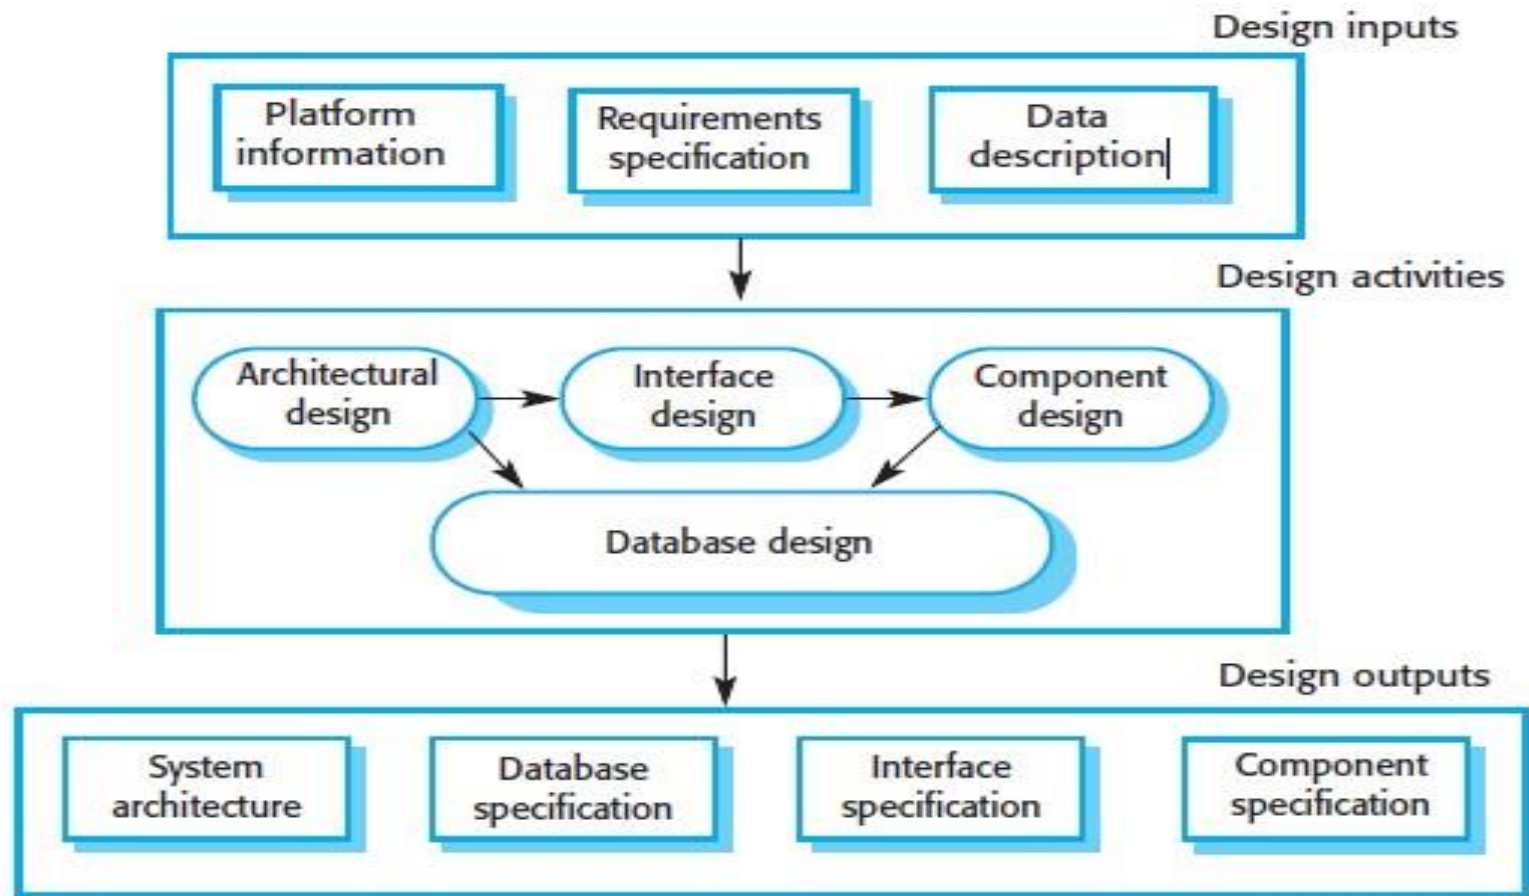 Design inputs
Platform
information
Requirements
specification
Data
description
Design activities
Architectural
design
Interface
design
Component
design
Database design
Design outputs
System
architecture
Database
specification
Interface
specification
Component
specification